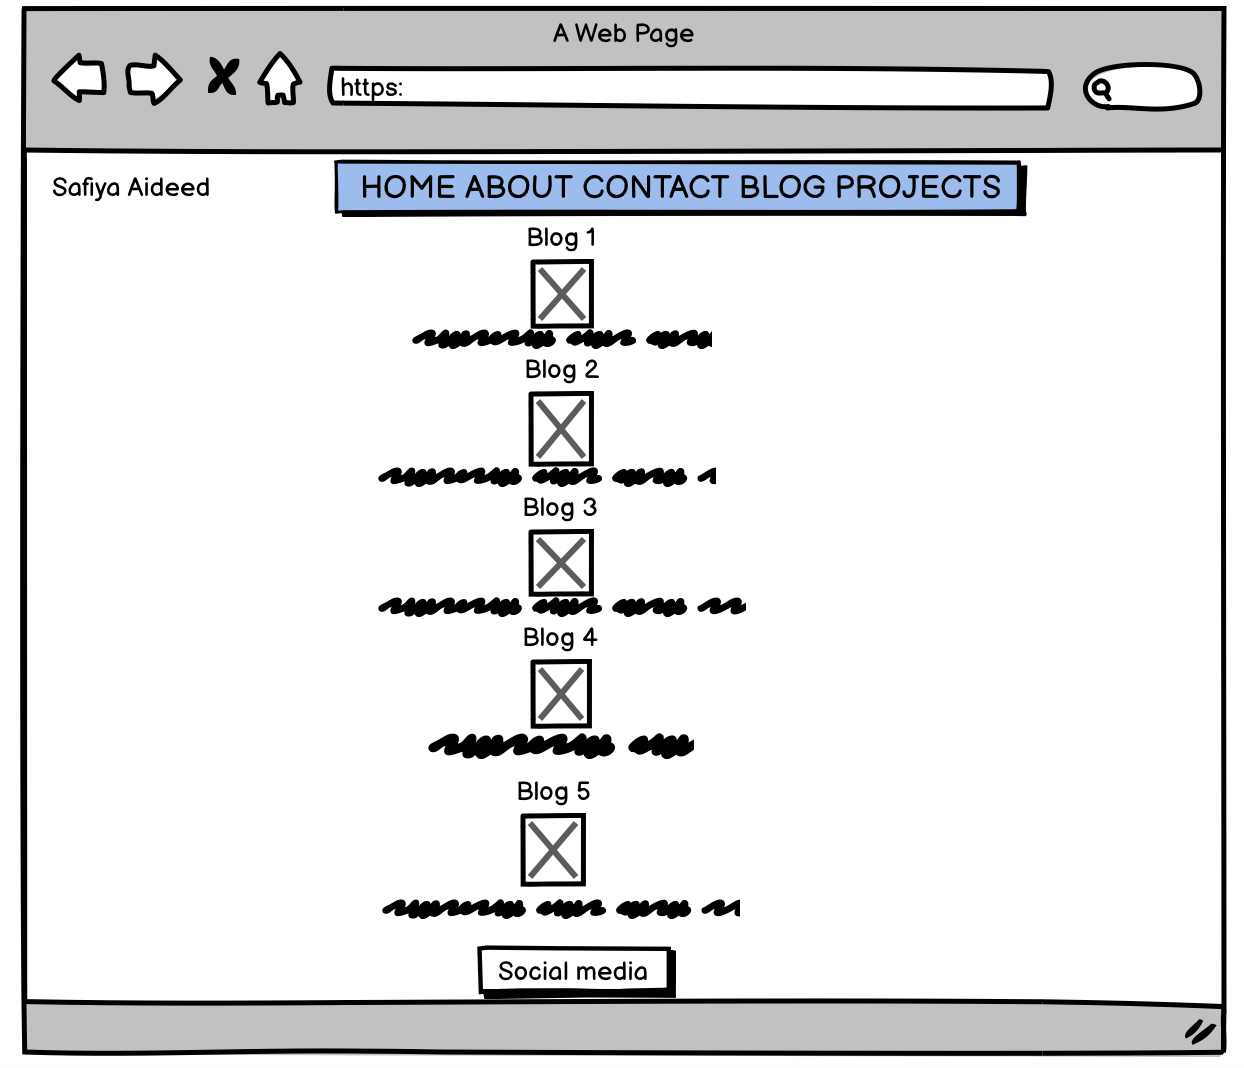 A Web Page
https:
Safiya Aideed
HOME ABOUT CONTACT BLOG PROJECTS
Blog 1
Blog 2
Blog 3
Blog 4
Blog 5
Social media